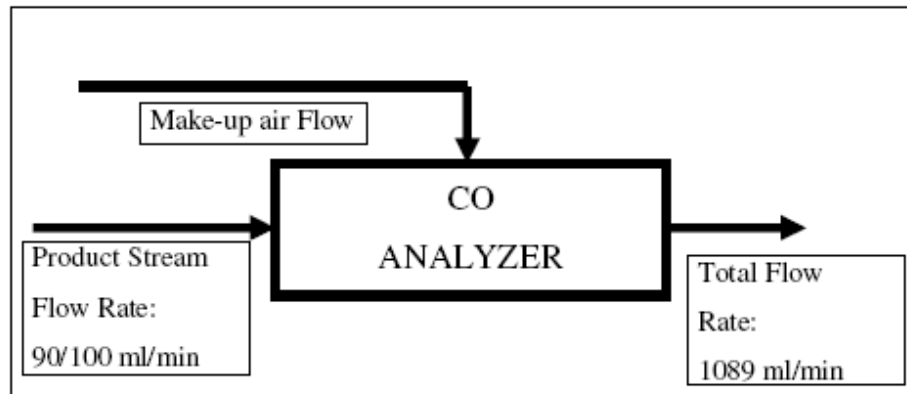 Make-up air Flow
CO
ANALYZER
Product Stream
Flow Rate:
90/100 ml/min
Total Flow
Rate:
1089 ml/min